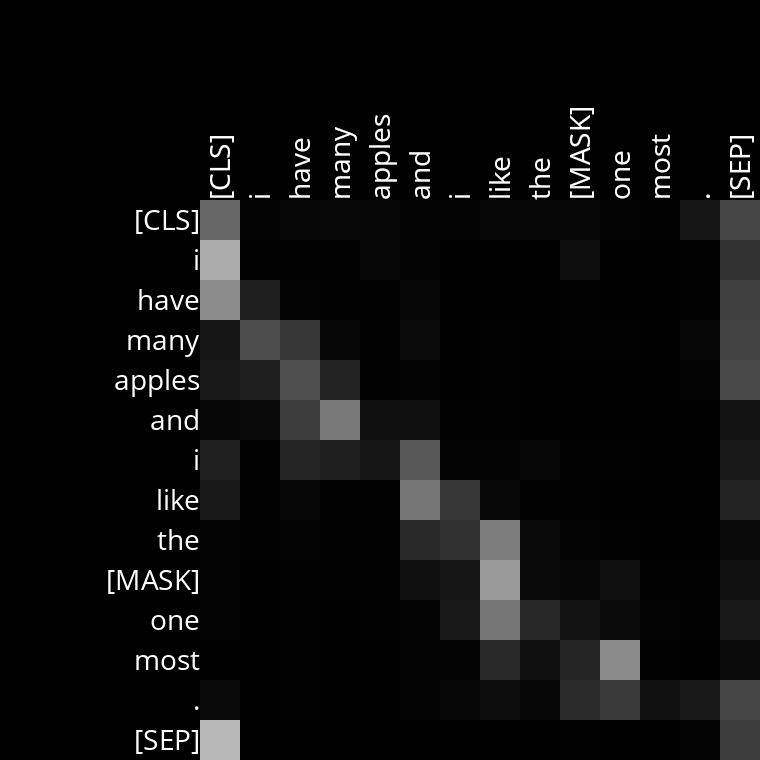 [CLS] i have many apples and i like the [MASK] one most . [SEP]
[CLS]
i
have
many
apples
and
i
like
the
[MASK]
one
most
.
[SEP]